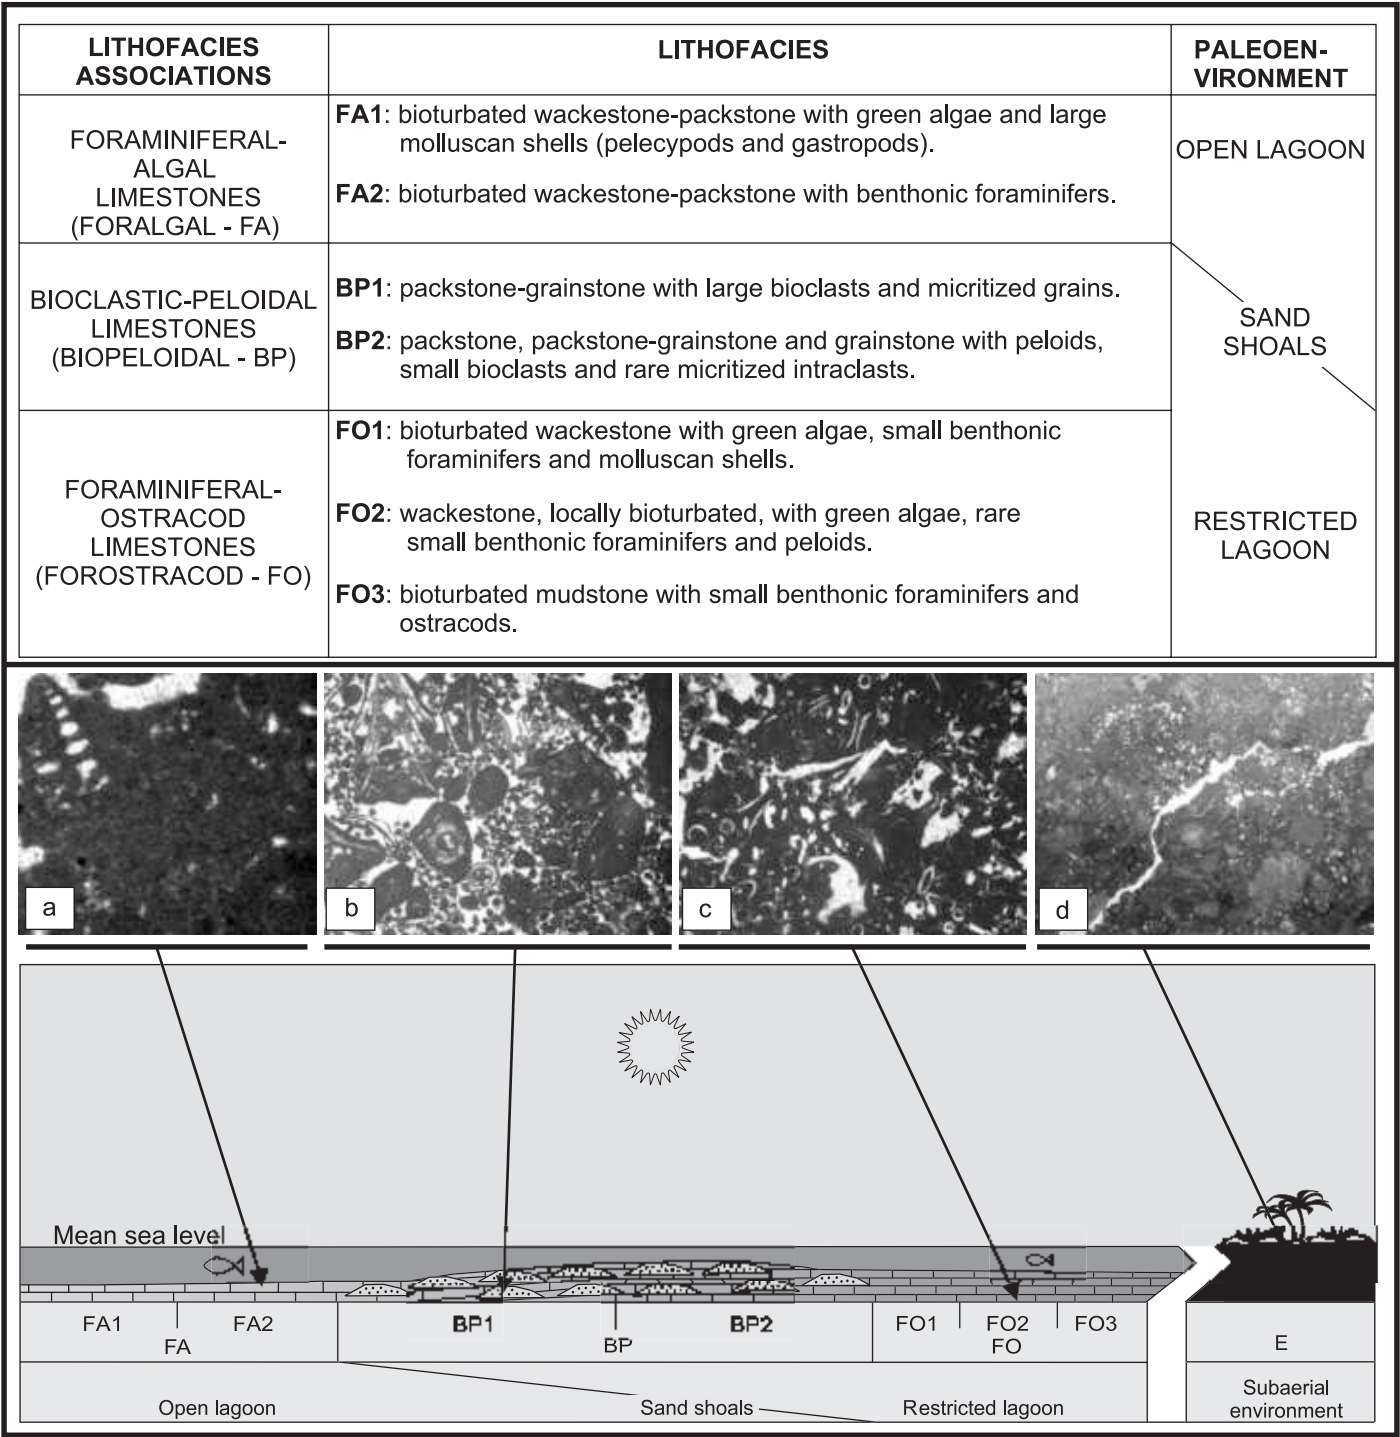 LITHOFACIES
ASSOCIATIONS
LITHOFACIES
PALEOEN-
VIRONMENT
FORAMINIFERAL-
ALGAL
LIMESTONES
(FORALGAL - FA)
FA1: bioturbated wackestone-packstone with green algae and large
molluscan shells (pelecypods and gastropods).
FA2: bioturbated wackestone-packstone with benthonic foraminifers.
OPEN LAGOON
BIOCLASTIC-PELOIDAL
LIMESTONES
(BIOPELOIDAL - BP)
BP1: packstone-grainstone with large bioclasts and micritized grains.
BP2: packstone, packstone-grainstone and grainstone with peloids,
small bioclasts and rare micritized intraclasts.
SAND
SHOALS
FORAMINIFERAL-
OSTRACOD
LIMESTONES
(FOROSTRACOD - FO)
FO1: bioturbated wackestone with green algae, small benthonic
foraminifers and molluscan shells.
FO2: wackestone, locally bioturbated, with green algae, rare
small benthonic foraminifers and peloids.
FO3: bioturbated mudstone with small benthonic foraminifers and
ostracods.
RESTRICTED
LAGOON
a
b
c
d
Mean sea level
FA1
FA2
FA
BP1
BP
BP2
FO1
FO2
FO3
FO
E
Open lagoon
Sand shoals
Restricted lagoon
Subaerial
environment